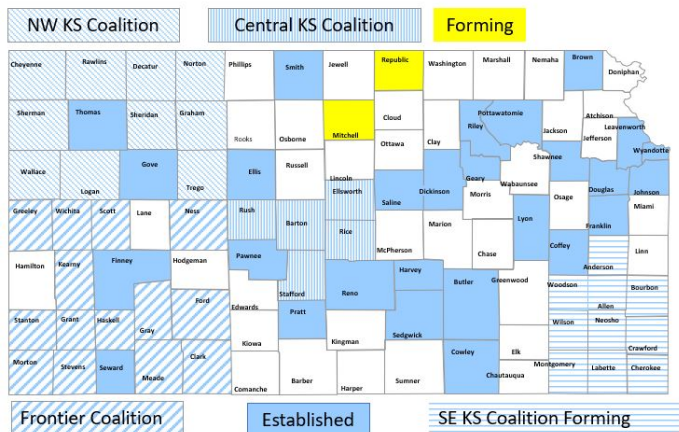 NW KS Coalition Central KS Coalition Forming
Cheyenne Rawlins Decatur Norton Phillips Smith Jewell Republic Washington Marshall Nemaha Brown Doniphan
Sherman Thomas Sheridan Graham Rooks Osborne Mitchell Cloud Clay Riley Pottawatomie Jackson Atchison Jefferson Leavenworth Wyandotte
Ottawa
Wallace Logan Gove Trego Ellis Russell Lincoln Ellsworth Saline Dickinson Geary Morris Wabaunsee Shawnee Osage Douglas Johnson
Greeley Wichita Scott Lane Ness Rush Barton Rice McPherson Marion Chase Lyon Coffey Franklin Miami
Hamilton Kearny Finney Hodgeman Pawnee Stafford Reno Harvey Butler Greenwood Woodson Anderson Linn
Edwards Ford Allen Bourbon
Stanton Grant Haskell Gray Kiowa Pratt Kingman Sedgwick Elk Wilson Neosho Crawford
Morton Stevens Seward Meade Clark Comanche Barber Harper Sumner Cowley Chautauqua Montgomery Labette Cherokee
Frontier Coalition Established SE KS Coalition Forming